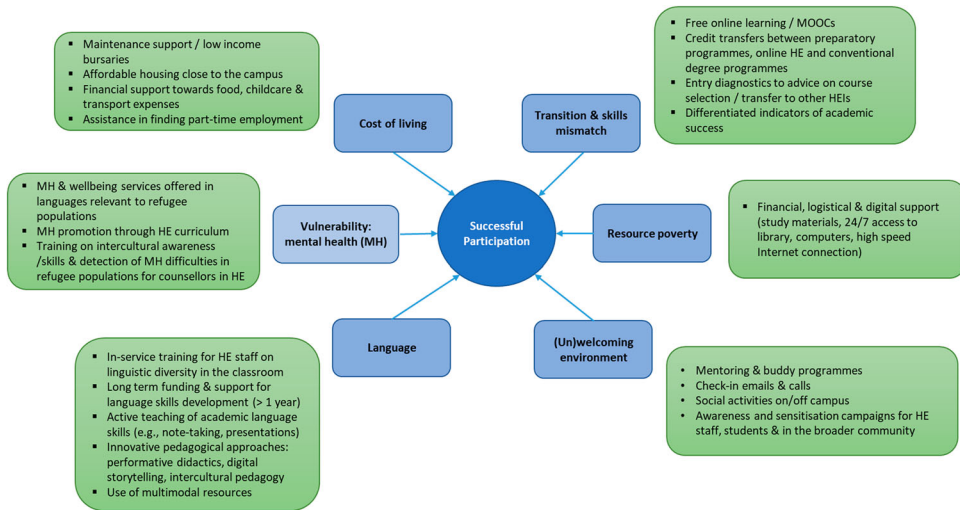 ▪ Maintenance support / low income
bursaries
▪ Affordable housing close to the campus
▪ Financial support towards food, childcare &
transport expenses
▪ Assistance in finding part-time employment
Cost of living
Transition & skills
mismatch
▪ Free online learning / MOOCs
▪ Credit transfers between preparatory
programmes, online HE and conventional
degree programmes
▪ Entry diagnostics to advice on course
selection / transfer to other HEIs
▪ Differentiated indicators of academic
success
▪ MH & wellbeing services offered in
languages relevant to refugee
populations
▪ MH promotion through HE curriculum
▪ Training on intercultural awareness
/skills & detection of MH difficulties in
refugee populations for counsellors in HE
Vulnerability:
mental health (MH)
Successful
Participation
Resource poverty
▪ Financial, logistical & digital support
(study materials, 24/7 access to
library, computers, high speed
Internet connection)
Language
(Un)welcoming
environment
▪ In-service training for HE staff on
linguistic diversity in the classroom
▪ Long term funding & support for
language skills development (> 1 year)
▪ Active teaching of academic language
skills (e.g., note-taking, presentations)
▪ Innovative pedagogical approaches:
performative didactics, digital
storytelling, intercultural pedagogy
▪ Use of multimodal resources
• Mentoring & buddy programmes
• Check-in emails & calls
• Social activities on/off campus
• Awareness and sensitisation campaigns for HE
staff, students & in the broader community